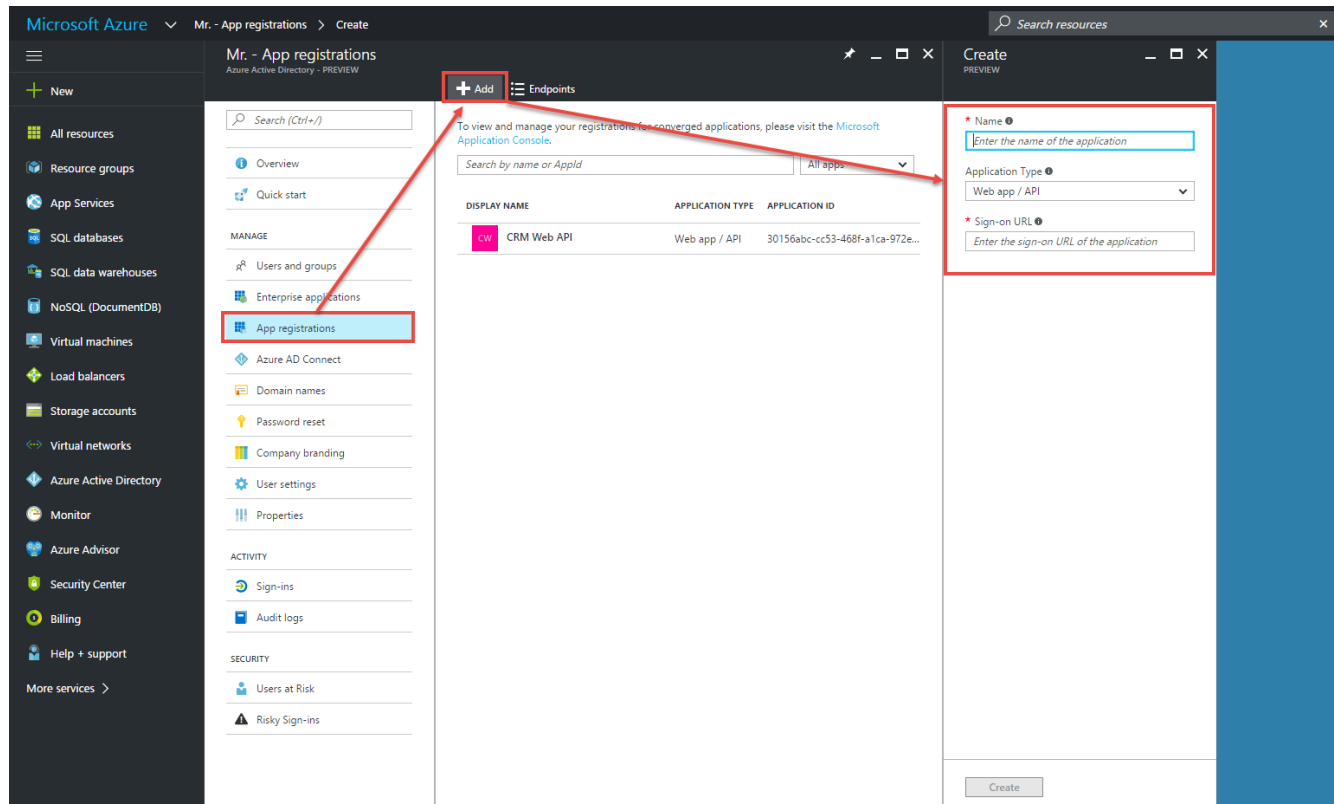 Microsoft Azure Mr. - App registrations > Create Search resources
Mr. - App registrations
Azure Active Directory - PREVIEW
Create
PREVIEW
New
All resources
Resource groups
App Services
SQL databases
SQL data warehouses
NoSQL (DocumentDB)
Virtual machines
Load balancers
Storage accounts
Virtual networks
Azure Active Directory
Monitor
Azure Advisor
Security Center
Billing
Help + support
More services >
Search (Ctrl+/)
Overview
Quick start
MANAGE
Users and groups
Enterprise applications
App registrations
Azure AD Connect
Domain names
Password reset
Company branding
User settings
Properties
ACTIVITY
Sign-ins
Audit logs
SECURITY
Users at Risk
Risky Sign-ins
Add Endpoints
To view and manage your registrations for converged applications, please visit the Microsoft
Application Console.
Search by name or AppId All apps
DISPLAY NAME APPLICATION TYPE APPLICATION ID
CW CRM Web API Web app / API 30156abc-cc53-468f-a1ca-972e...
* Name
Enter the name of the application
Application Type
Web app / API
* Sign-on URL
Enter the sign-on URL of the application
Create